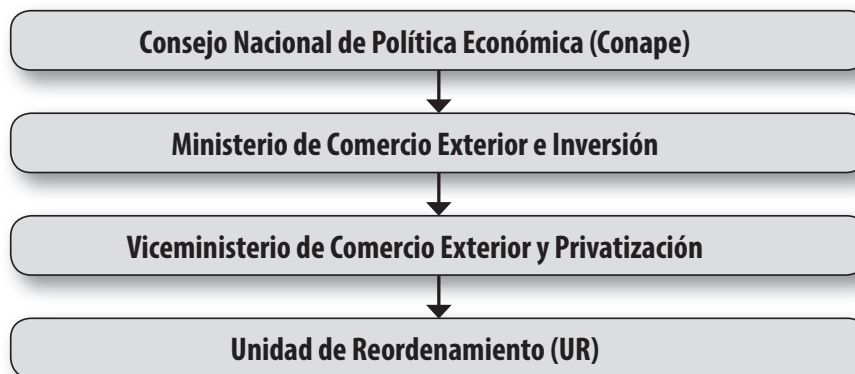 Consejo Nacional de Política Económica (Conape)
Ministerio de Comercio Exterior e Inversión
Viceministerio de Comercio Exterior y Privatización
Unidad de Reordenamiento (UR)